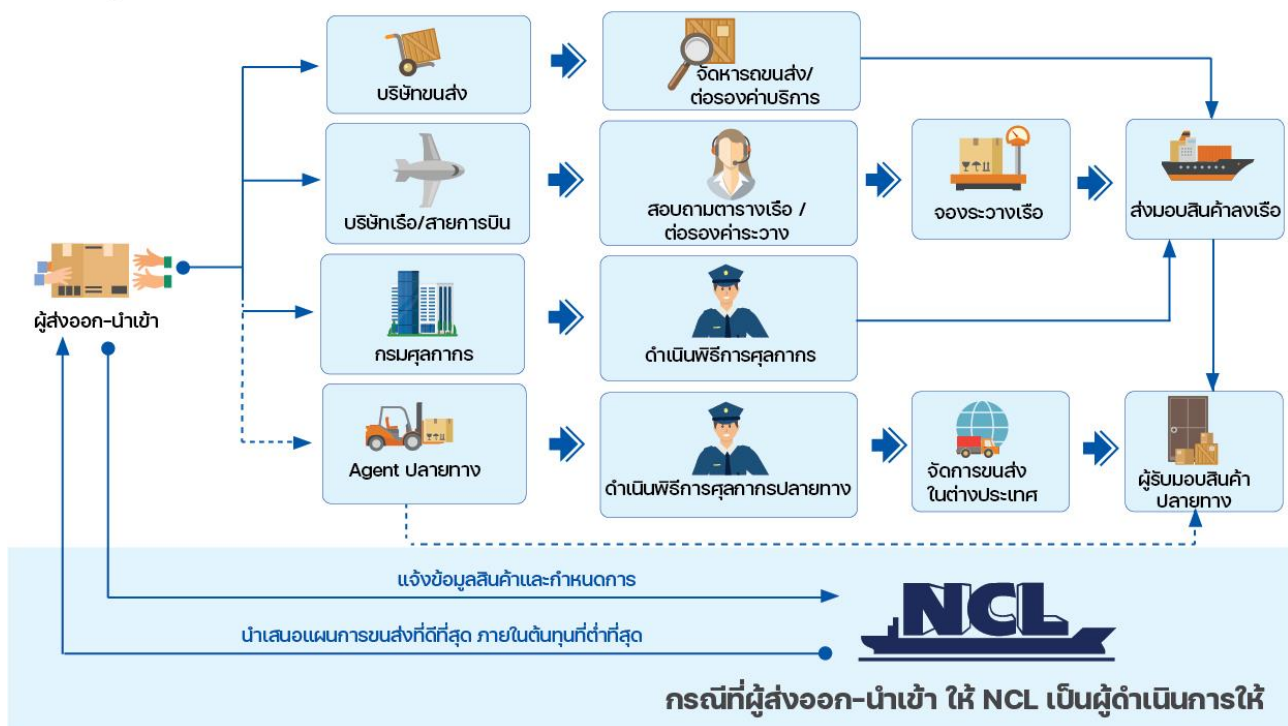 บริษัทขนส่ง
จัดหารถขนส่ง/
ต่อรองค่าบริการ
บริษัทเรือ/สายการบิน
สอบถามตารางเรือ /
ต่อรองค่าระวาง
จองระวางเรือ
ส่งมอบสินค้าลงเรือ
ผู้ส่งออก-นำเข้า
กรมศุลกากร
ดำเนินพิธีการศุลกากร
Agent ปลายทาง
ดำเนินพิธีการศุลกากรปลายทาง
จัดการขนส่ง
ในต่างประเทศ
ผู้รับมอบสินค้า
ปลายทาง
แจ้งข้อมูลสินค้าและกำหนดการ
นำเสนอแผนการขนส่งที่ดีที่สุด ภายในต้นทุนที่ต่ำที่สุด
NCL
กรณีที่ผู้ส่งออก-นำเข้า ให้ NCL เป็นผู้ดำเนินการให้